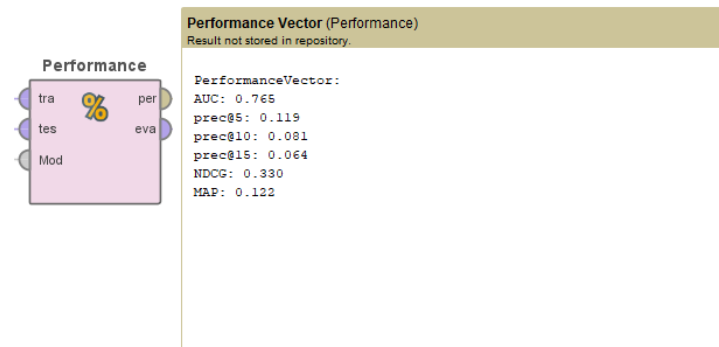 Performance
tra
per
tes
eva
Mod
Performance Vector (Performance)
Result not stored in repository.
PerformanceVector:
AUC: 0.765
prec@5: 0.119
prec@10: 0.081
prec@15: 0.064
NDCG: 0.330
MAP: 0.122